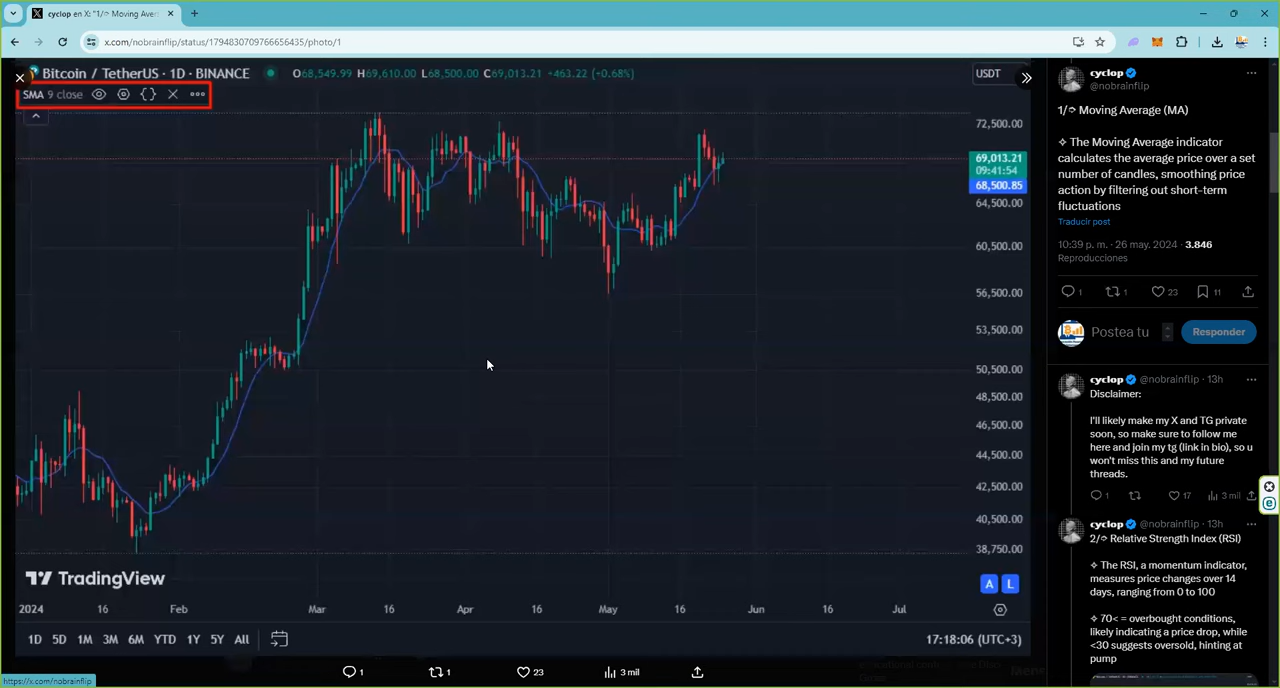 cyclop en X: "1/➮ Moving Aver
x.com/nobrainflip/status/1794830709766656435/photo/1
Bitcoin / TetherUS · 1D · BINANCE
O68,549.99 H69,610.00 L68,500.00 C69,013.21 +463.22 (+0.68%)
USDT
SMA 9 close
72,500.00
69,013.21
09:41:54
68,500.85
64,500.00
60,500.00
56,500.00
53,500.00
50,500.00
48,500.00
46,500.00
44,500.00
42,500.00
40,500.00
38,750.00
TradingView
A L
2024 16 Feb Mar 16 Apr 16 May 16 Jun 16 Jul
1D 5D 1M 3M 6M YTD 1Y 5Y All
17:18:06 (UTC+3)
1 1 23 3 mil
https://x.com/nobrainflip
cyclop
@nobrainflip
1/➮ Moving Average (MA)
✧ The Moving Average indicator
calculates the average price over a set
number of candles, smoothing price
action by filtering out short-term
fluctuations
Traducir post
10:39 p. m. · 26 may. 2024 · 3.846
Reproducciones
1 1 23 11
Postea tu
Responder
cyclop @nobrainflip · 13h
Disclaimer:
I'll likely make my X and TG private
soon, so make sure to follow me
here and join my tg (link in bio), so u
won't miss this and my future
threads.
1 17 3 mil
cyclop @nobrainflip · 13h
2/➮ Relative Strength Index (RSI)
✧ The RSI, a momentum indicator,
measures price changes over 14
days, ranging from 0 to 100
✧ 70< = overbought conditions,
likely indicating a price drop, while
<30 suggests oversold, hinting at
pump